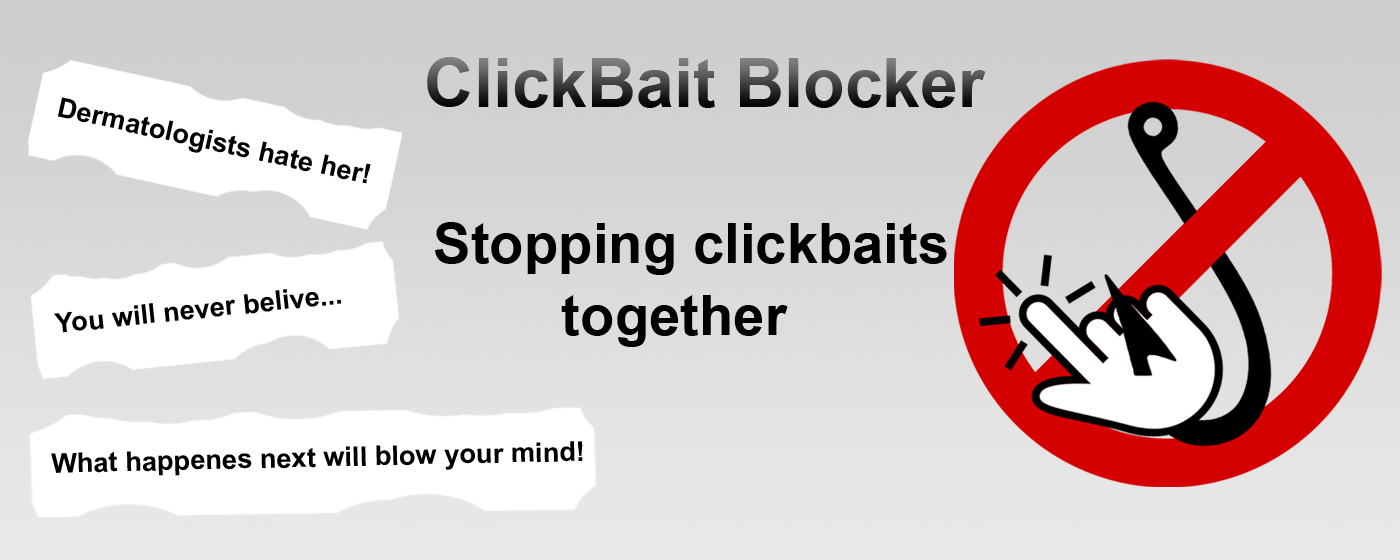 ClickBait Blocker
Dermatologists hate her!
Stopping clickbaits
together
You will never belive...
What happenes next will blow your mind!